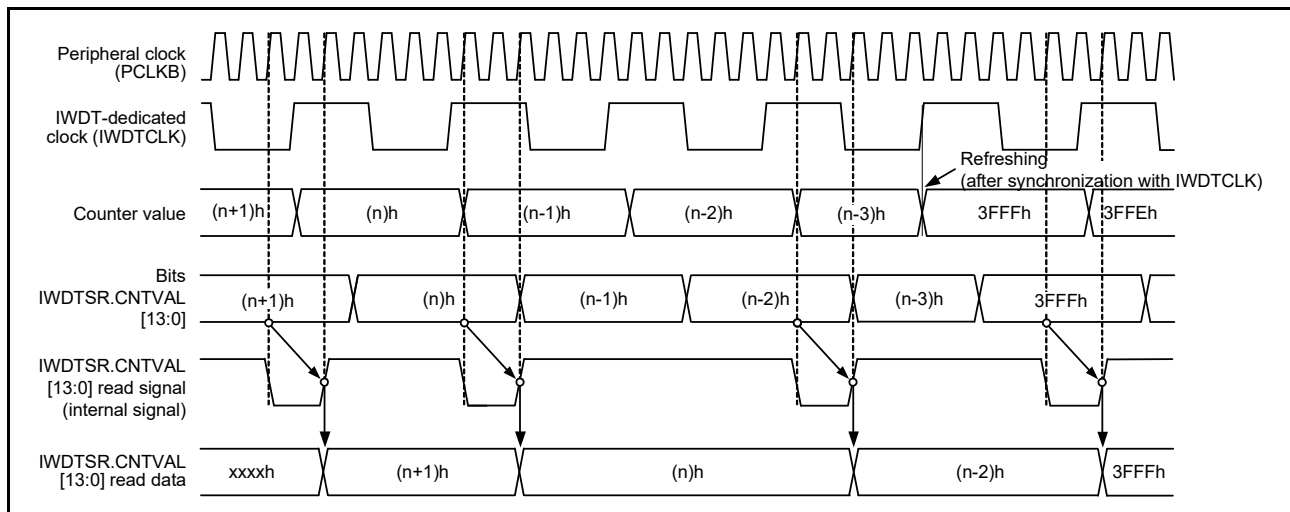 Peripheral clock
(PCLKB)
IWDT-dedicated
clock (IWDTCLK)
Refreshing
(after synchronization with IWDTCLK)
Counter value
(n+1)h
(n)h
(n-1)h
(n-2)h
(n-3)h
3FFFh
3FFEh
Bits
IWDTSR.CNTVAL
[13:0]
(n+1)h
(n)h
(n-1)h
(n-2)h
(n-3)h
3FFFh
IWDTSR.CNTVAL
[13:0] read signal
(internal signal)
IWDTSR.CNTVAL
[13:0] read data
xxxxh
(n+1)h
(n)h
(n-2)h
3FFFh